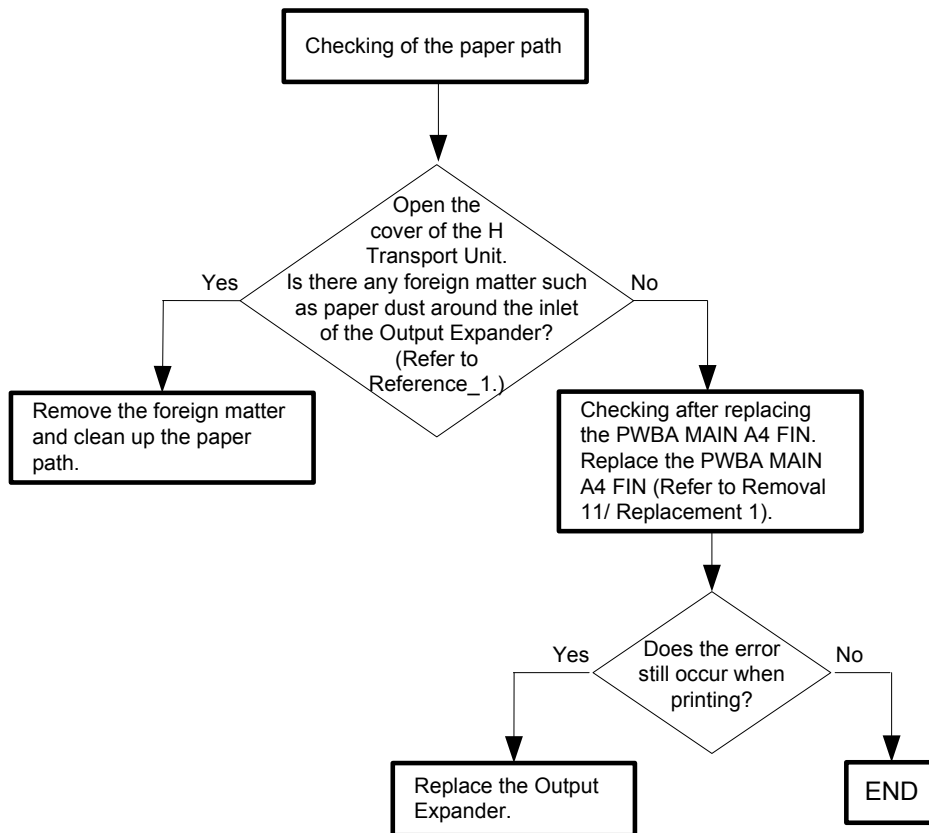 Checking of the paper path
Open the
cover of the H
Transport Unit.
Is there any foreign matter such
as paper dust around the inlet
of the Output Expander?
(Refer to
Reference_1.)
Yes
No
Remove the foreign matter
and clean up the paper
path.
Checking after replacing
the PWBA MAIN A4 FIN.
Replace the PWBA MAIN
A4 FIN (Refer to Removal
11/ Replacement 1).
Does the error
still occur when
printing?
Yes
No
Replace the Output
Expander.
END